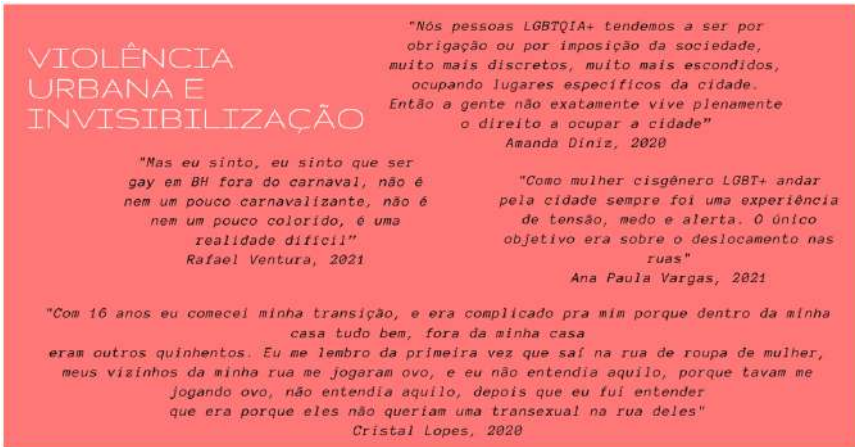 VIOLÊNCIA
URBANA E
INVISIBILIZAÇÃO
"Nós pessoas LGBTQIA+ tendemos a ser por
obrigação ou por imposição da sociedade,
muito mais discretos, muito mais escondidos,
ocupando lugares específicos da cidade.
Então a gente não exatamente vive plenamente
o direito a ocupar a cidade”
Amanda Diniz, 2020
"Mas eu sinto, eu sinto que ser
gay em BH fora do carnaval, não é
nem um pouco carnavalizante, não é
nem um pouco colorido, é uma
realidade difícil”
Rafael Ventura, 2021
"Como mulher cisgênero LGBT+ andar
pela cidade sempre foi uma experiência
de tensão, medo e alerta. O único
objetivo era sobre o deslocamento nas
ruas"
Ana Paula Vargas, 2021
"Com 16 anos eu comecei minha transição, e era complicado pra mim porque dentro da minha
casa tudo bem, fora da minha casa
eram outros quinhentos. Eu me lembro da primeira vez que saí na rua de roupa de mulher,
meus vizinhos da minha rua me jogaram ovo, e eu não entendia aquilo, porque tavam me
jogando ovo, não entendia aquilo, depois que eu fui entender
que era porque eles não queriam uma transexual na rua deles"
Cristal Lopes, 2020